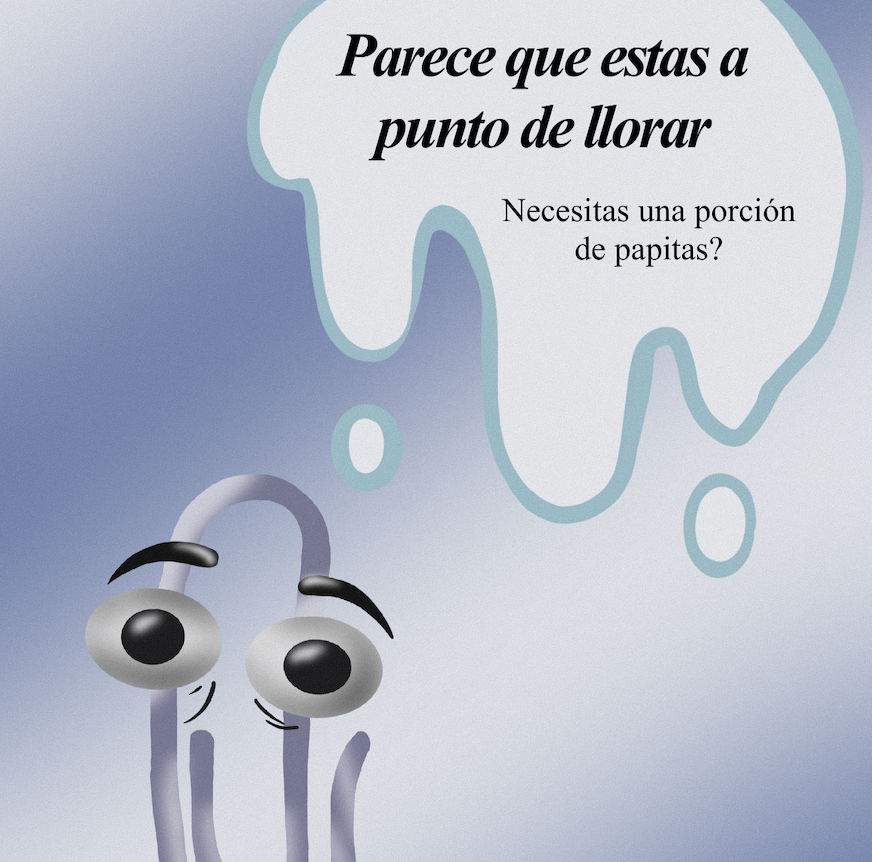 Parece que estas a
punto de llorar
Necesitas una porción
de papitas?